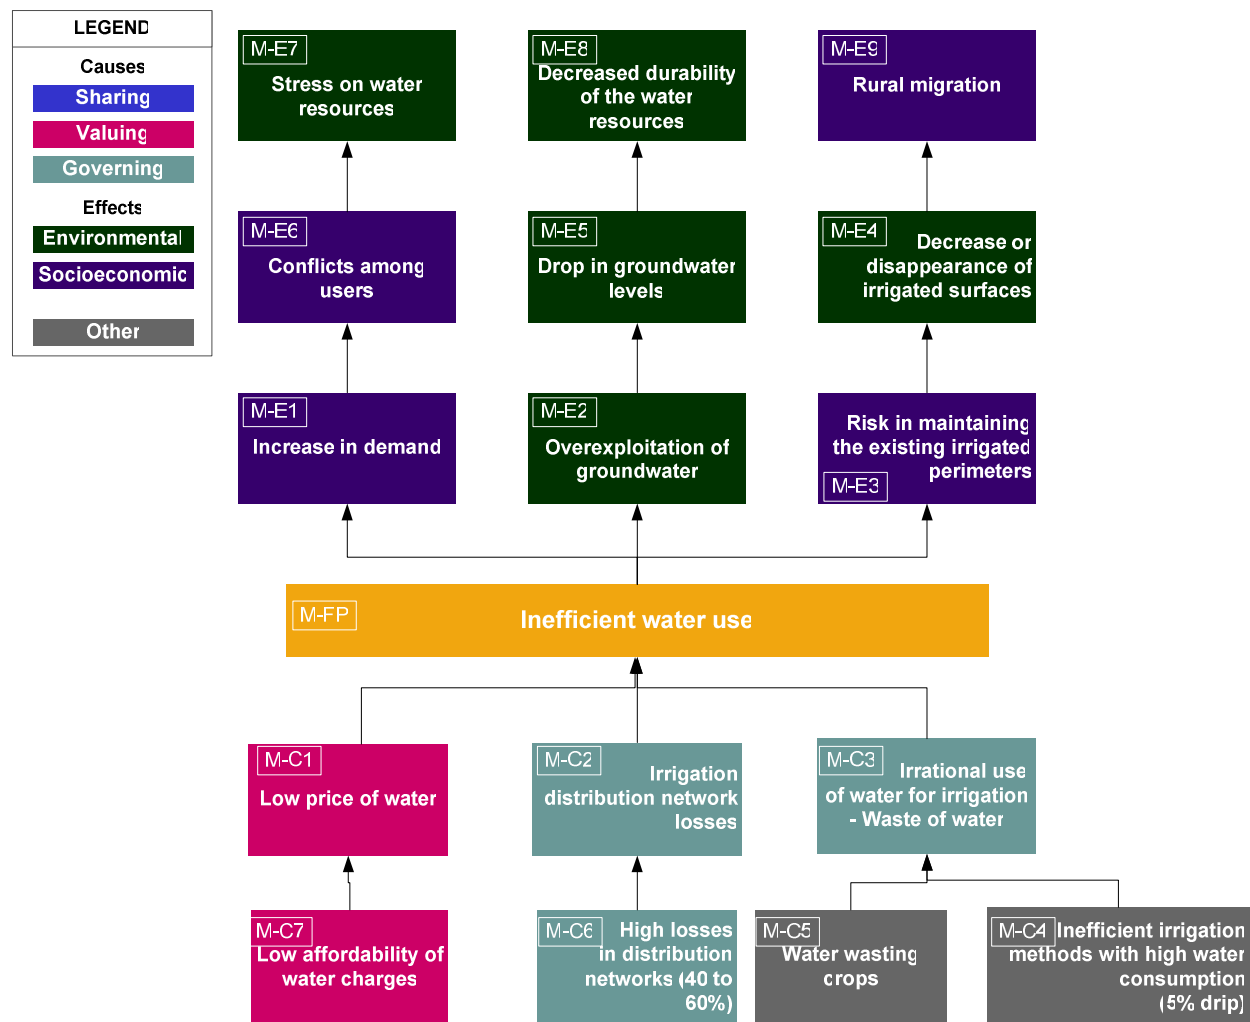 LEGEND
Causes
Sharing
Valuing
Governing
Effects
Environmental
Socioeconomic
Other
M-E7
Stress on water
resources
M-E8
Decreased durability
of the water
resources
M-E9
Rural migration
M-E6
Conflicts among
users
M-E5
Drop in groundwater
levels
M-E4
Decrease or
disappearance of
irrigated surfaces
M-E1
Increase in demand
M-E2
Overexploitation of
groundwater
Risk in maintaining
the existing irrigated
perimeters
M-E3
M-FP
Inefficient water use
M-C1
Low price of water
M-C2
Irrigation
distribution network
losses
M-C3
Irrational use
of water for irrigation
- Waste of water
M-C7
Low affordability of
water charges
M-C6
High losses
in distribution
networks (40 to
60%)
M-C5
Water wasting
crops
M-C4
Inefficient irrigation
methods with high water
consumption
(5% drip)